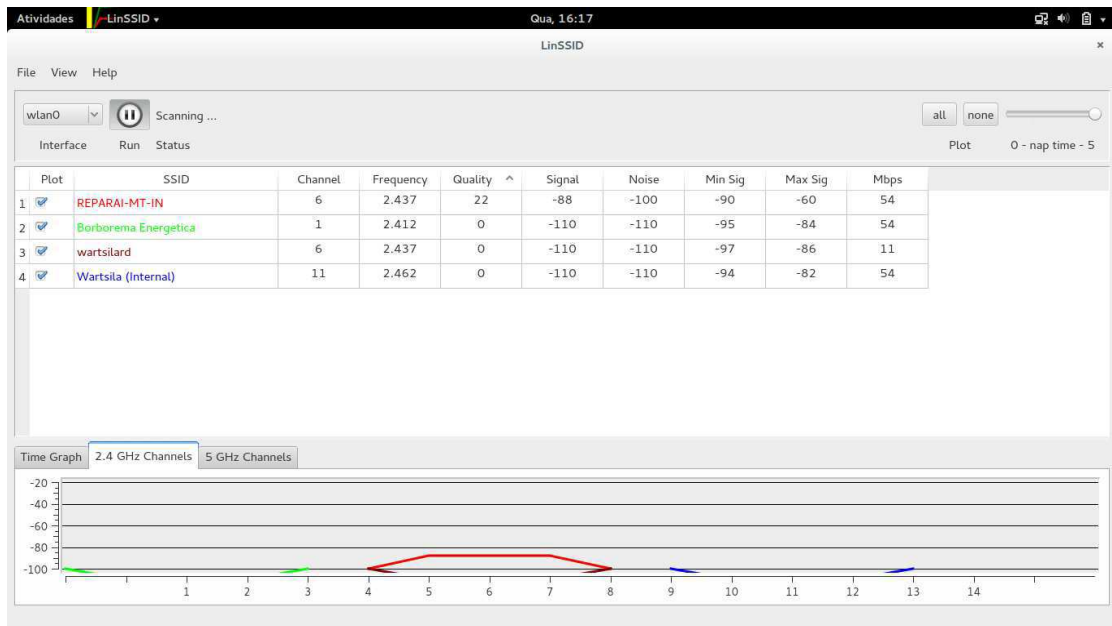 Atividades LinSSID Qua, 16:17
LinSSID
File View Help
wlan0 Scanning ... all none
Interface Run Status Plot 0 - nap time - 5
Plot SSID Channel Frequency Quality Signal Noise Min Sig Max Sig Mbps
1 REPARAI-MT-IN 6 2.437 22 -88 -100 -90 -60 54
2 Borborema Energetica 1 2.412 0 -110 -110 -95 -84 54
3 wartsilard 6 2.437 0 -110 -110 -97 -86 11
4 Wartsila (Internal) 11 2.462 0 -110 -110 -94 -82 54
Time Graph 2.4 GHz Channels 5 GHz Channels
-20
-40
-60
-80
-100
1 2 3 4 5 6 7 8 9 10 11 12 13 14